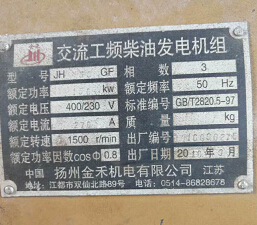 交流工频柴油发电机组
型号 JH GF 相数 3
额定功率 kw 额定频率 50 Hz
额定电压 400/230 V 标准编号 GB/T2820.5-97
额定电流 A 质量 kg
额定转速 1500 r/min 出厂编号
额定功率因数cosΦ 0.8 出厂日期 20 年 月
中国 扬州金禾机电有限公司
江苏
地址：江都市双仙北路89号 电话：0514-86828678